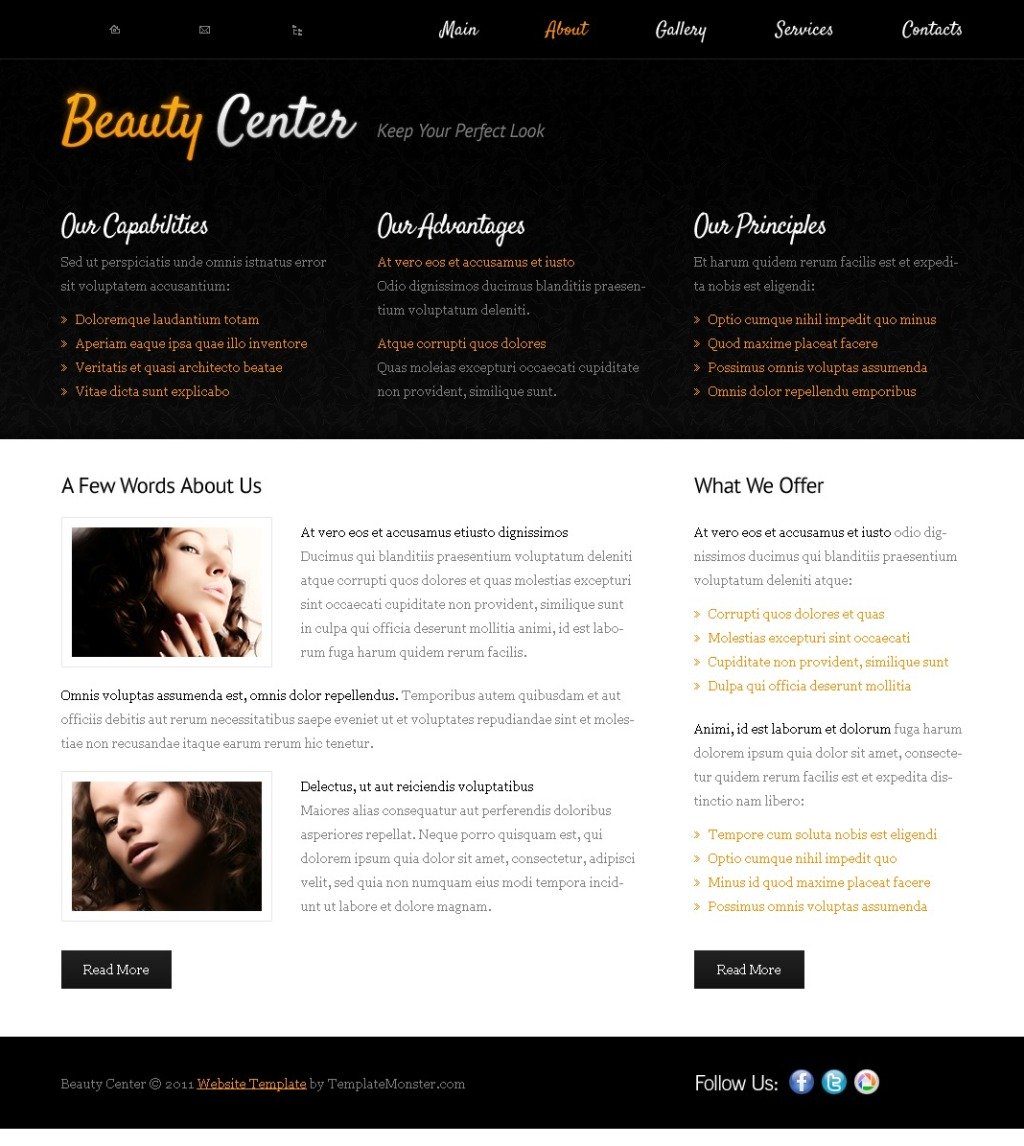 Main About Gallery Services Contacts
Beauty Center Keep Your Perfect Look
Our Capabilities
Sed ut perspiciatis unde omnis istnatus error
sit voluptatem accusantium:
Doloremque laudantium totam
Aperiam eaque ipsa quae illo inventore
Veritatis et quasi architecto beatae
Vitae dicta sunt explicabo
Our Advantages
At vero eos et accusamus et iusto
Odio dignissimos ducimus blanditiis praesen-
tium voluptatum deleniti.
Atque corrupti quos dolores
Quas moleias excepturi occaecati cupiditate
non provident, similique sunt.
Our Principles
Et harum quidem rerum facilis est et expedi-
ta nobis est eligendi:
Optio cumque nihil impedit quo minus
Quod maxime placeat facere
Possimus omnis voluptas assumenda
Omnis dolor repellendu emporibus
A Few Words About Us
At vero eos et accusamus etiusto dignissimos
Ducimus qui blanditiis praesentium voluptatum deleniti
atque corrupti quos dolores et quas molestias excepturi
sint occaecati cupiditate non provident, similique sunt
in culpa qui officia deserunt mollitia animi, id est labo-
rum fuga harum quidem rerum facilis.
Omnis voluptas assumenda est, omnis dolor repellendus. Temporibus autem quibusdam et aut
officiis debitis aut rerum necessitatibus saepe eveniet ut et voluptates repudiandae sint et moles-
tiae non recusandae itaque earum rerum hic tenetur.
Delectus, ut aut reiciendis voluptatibus
Maiores alias consequatur aut perferendis doloribus
asperiores repellat. Neque porro quisquam est, qui
dolorem ipsum quia dolor sit amet, consectetur, adipisci
velit, sed quia non numquam eius modi tempora incid-
unt ut labore et dolore magnam.
Read More
What We Offer
At vero eos et accusamus et iusto odio dig-
nissimos ducimus qui blanditiis praesentium
voluptatum deleniti atque:
Corrupti quos dolores et quas
Molestias excepturi sint occaecati
Cupiditate non provident, similique sunt
Dulpa qui officia deserunt mollitia
Animi, id est laborum et dolorum fuga harum
dolorem ipsum quia dolor sit amet, consecte-
tur quidem rerum facilis est et expedita dis-
tinctio nam libero:
Tempore cum soluta nobis est eligendi
Optio cumque nihil impedit quo
Minus id quod maxime placeat facere
Possimus omnis voluptas assumenda
Read More
Beauty Center © 2011 Website Template by TemplateMonster.com
Follow Us: